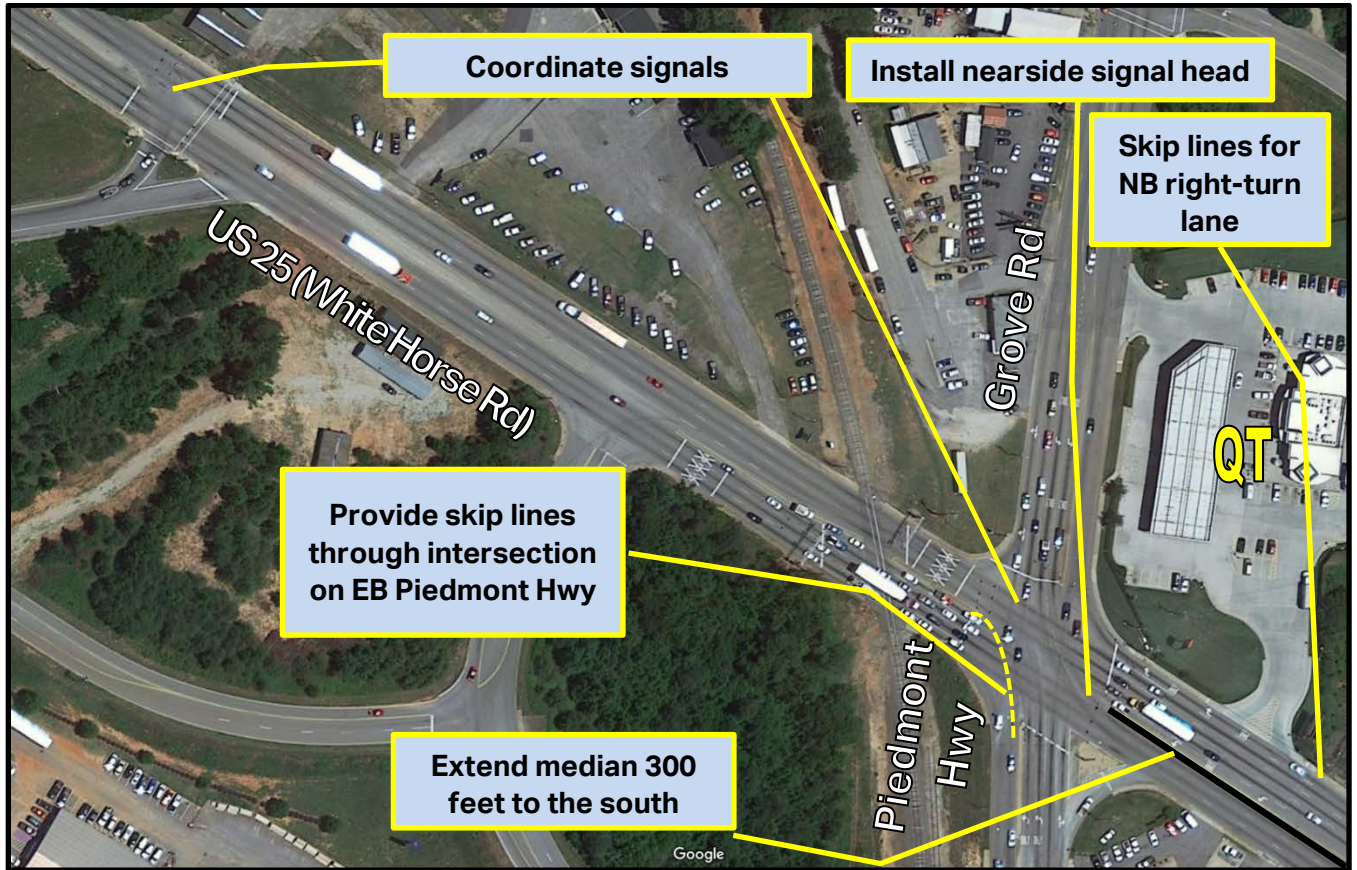 Coordinate signals
Install nearside signal head
Skip lines for
NB right-turn
lane
US 25 (White Horse Rd)
Grove Rd
QT
Provide skip lines
through intersection
on EB Piedmont Hwy
Piedmont
Hwy
Extend median 300
feet to the south
Google